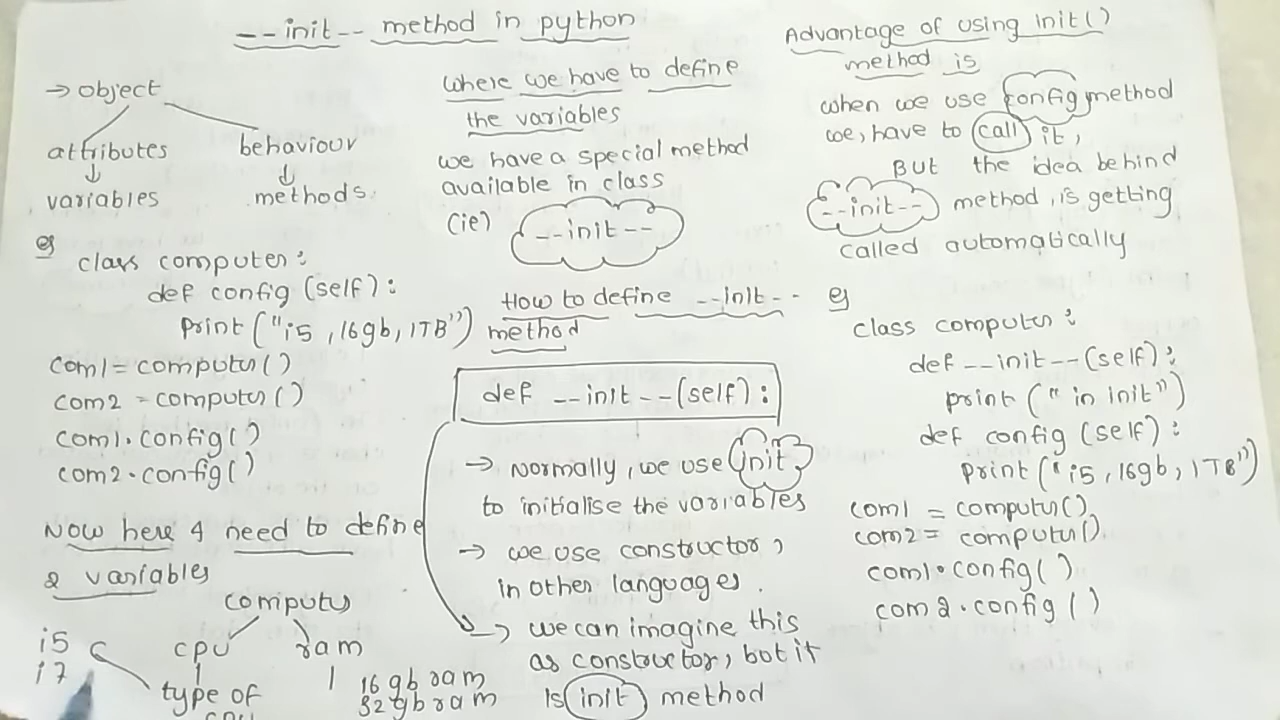 __init__ method in python
→ object
attributes behaviour
↓ ↓
variables methods.
eg
class computer:
def config (self):
print ("i5, 16gb, 1TB")
com1 = computer()
com2 = computer()
com1.config()
com2.config()
Now here I need to define
2 variables
computer
cpu ram
i5
i7
type of
cpu
16 gb ram
32 gb ram
where we have to define
the variables
we have a special method
available in class
(ie) __init__
How to define __init__
method
def __init__(self):
→ Normally, we use init
to initialise the variables
→ we use constructor,
in other languages.
→ we can imagine this
as constructor, but it
is init method
Advantage of using init()
method is
when we use config method
we, have to call it,
BUT the idea behind
__init__ method, is getting
called automatically
eg
class computer:
def __init__(self):
print ("in init")
def config (self):
print ("i5, 16gb, 1TB")
com1 = computer()
com2 = computer()
com1.config()
com2.config()